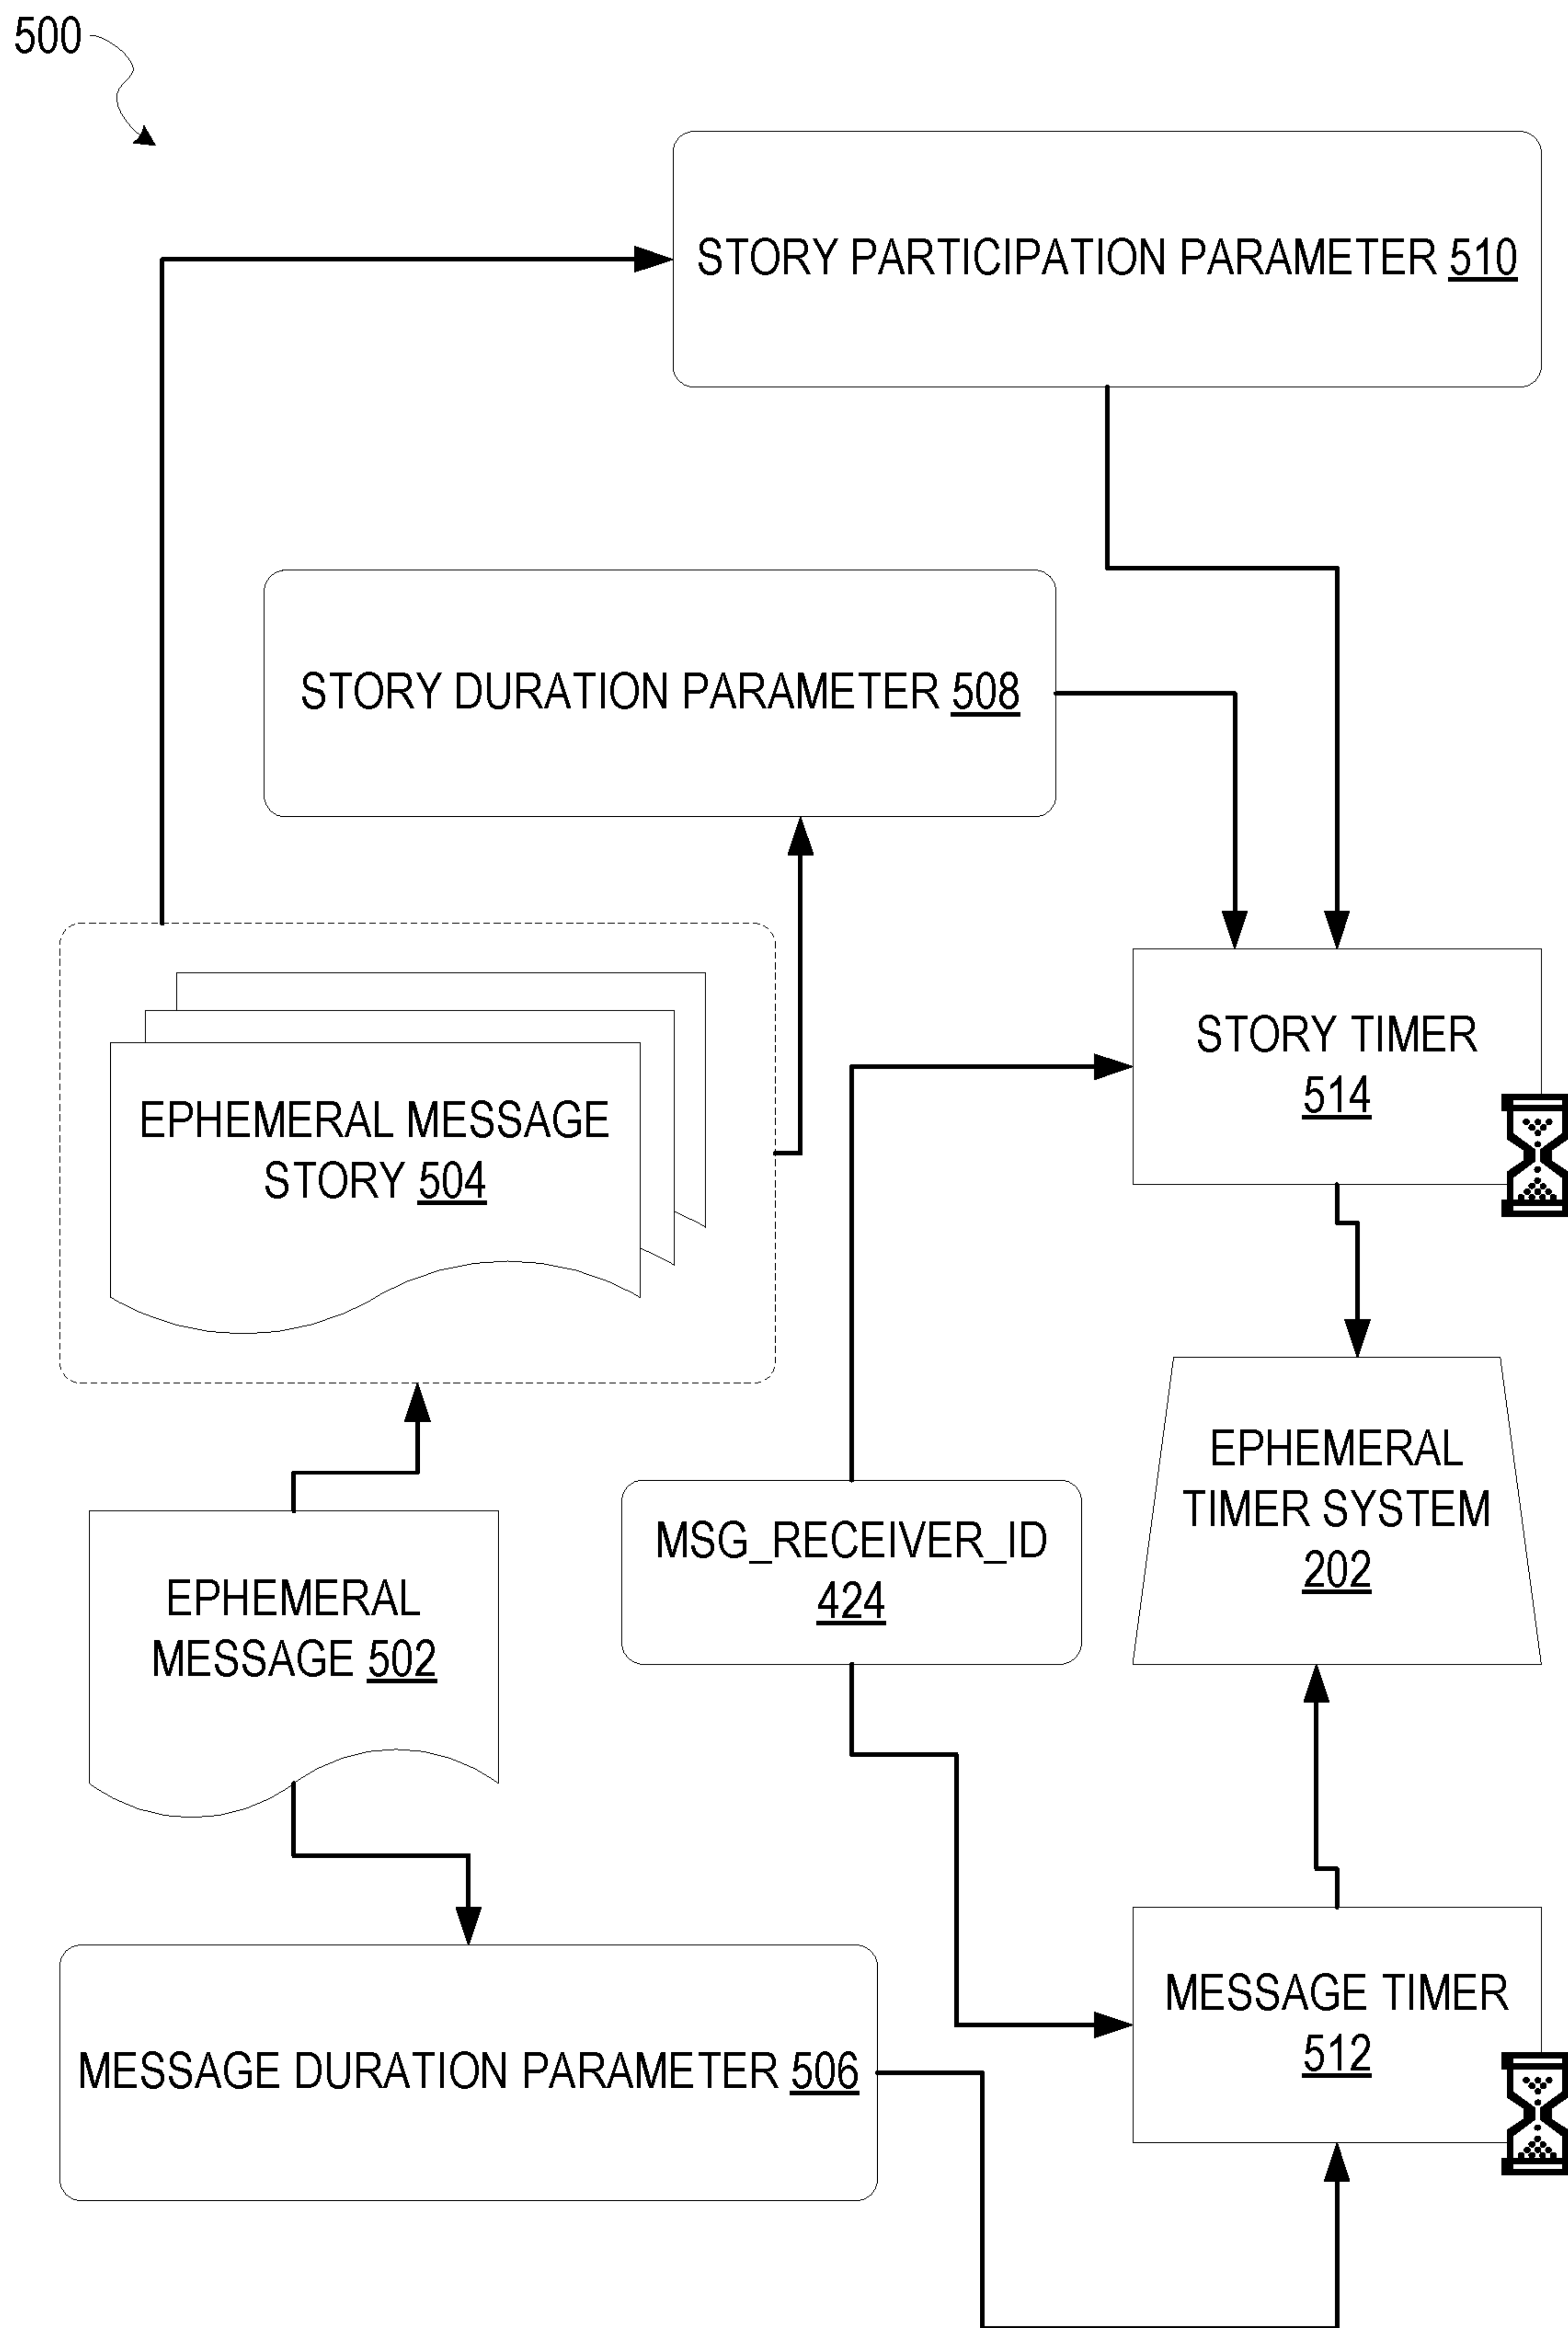 500
STORY PARTICIPATION PARAMETER 510
STORY DURATION PARAMETER 508
STORY TIMER
514
EPHEMERAL MESSAGE
STORY 504
EPHEMERAL
TIMER SYSTEM
202
MSG_RECEIVER_ID
424
EPHEMERAL
MESSAGE 502
MESSAGE TIMER
512
MESSAGE DURATION PARAMETER 506